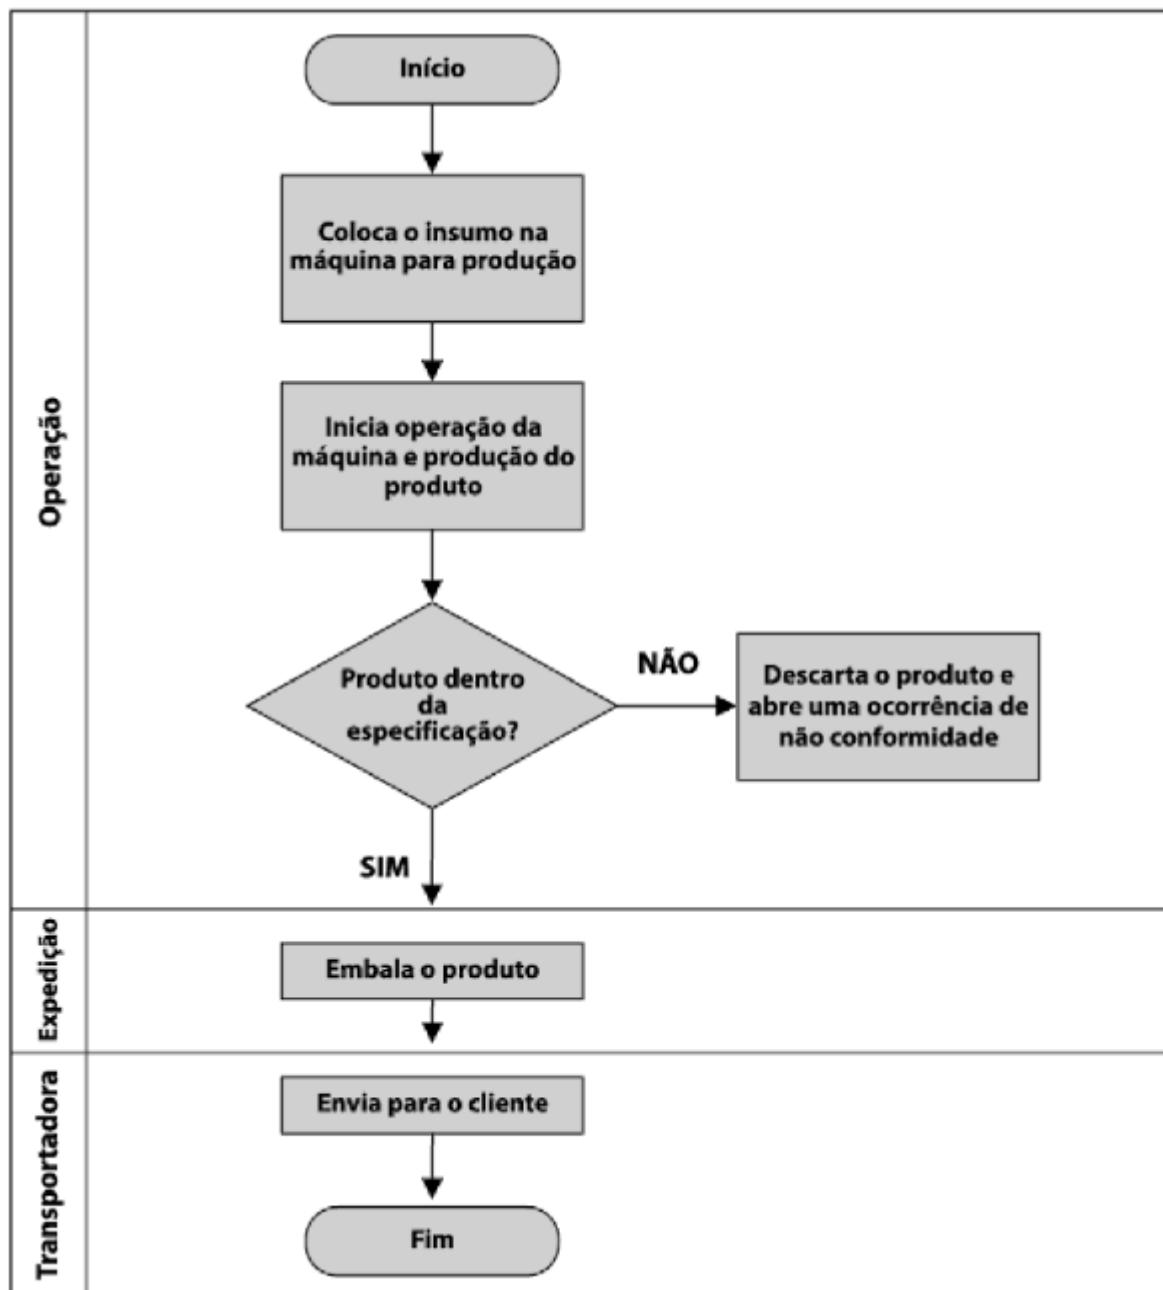 Operação
Início
Coloca o insumo na
máquina para produção
Inicia operação da
máquina e produção do
produto
Produto dentro
da
especificação?
NÃO
Descarta o produto e
abre uma ocorrência de
não conformidade
SIM
Expedição
Embala o produto
Transportadora
Envia para o cliente
Fim